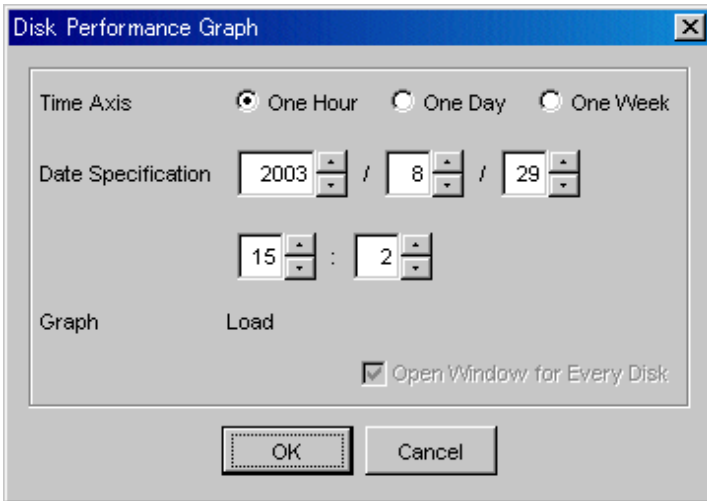 Disk Performance Graph
Time Axis One Hour One Day One Week
Date Specification 2003 / 8 / 29
15 : 2
Graph Load
Open Window for Every Disk
OK Cancel